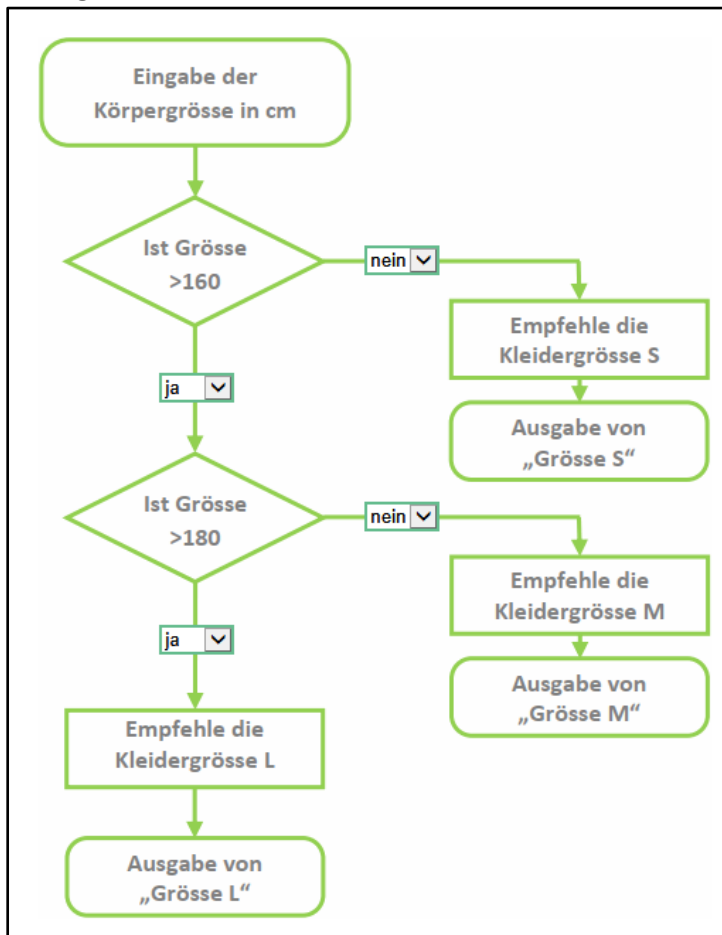 Eingabe der
Körpergrösse in cm
Ist Grösse
>160
nein
Empfehle die
Kleidergrösse S
ja
Ausgabe von
„Grösse S“
Ist Grösse
>180
nein
Empfehle die
Kleidergrösse M
ja
Ausgabe von
„Grösse M“
Empfehle die
Kleidergrösse L
Ausgabe von
„Grösse L“